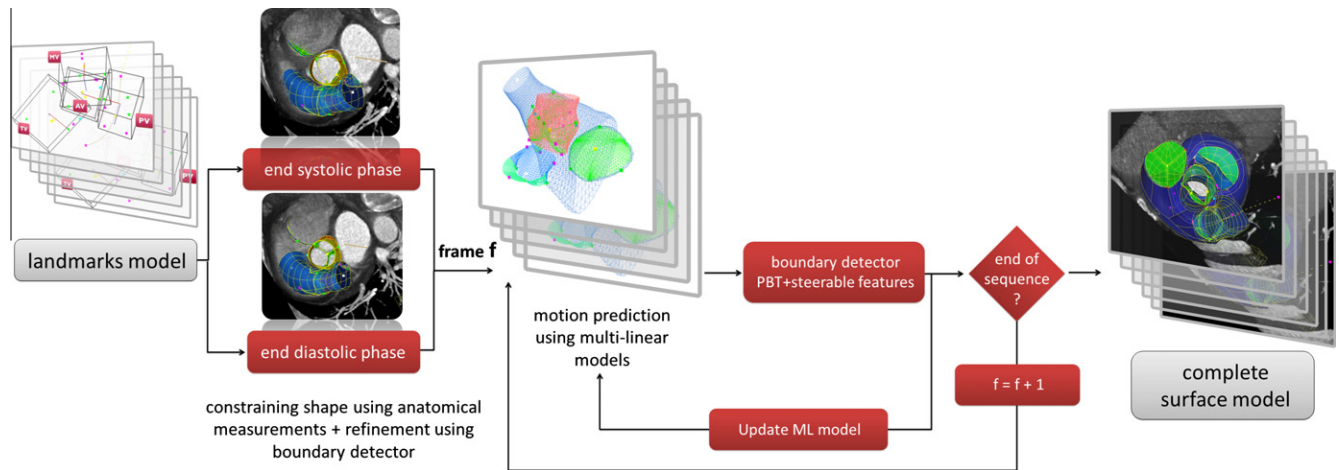 MV
AV
PV
TV
TV
PV
landmarks model
end systolic phase
end diastolic phase
constraining shape using anatomical
measurements + refinement using
boundary detector
frame f
motion prediction
using multi-linear
models
boundary detector
PBT+steerable features
Update ML model
end of
sequence
?
f = f + 1
complete
surface model